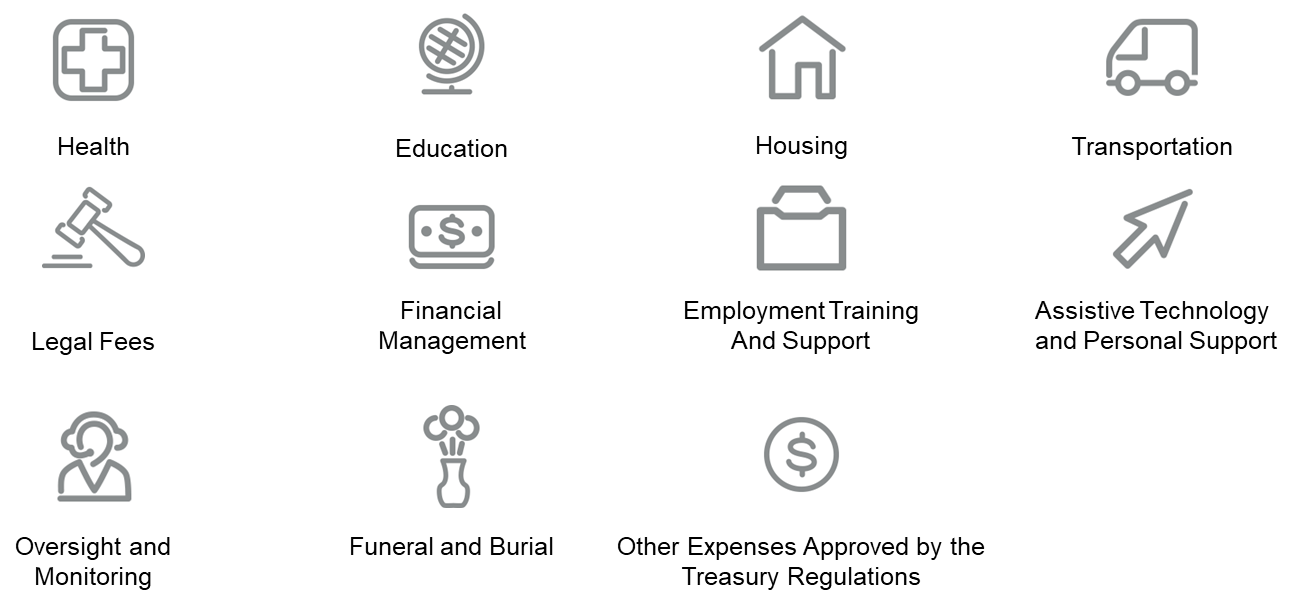 Health
Education
Housing
Transportation
Legal Fees
Financial
Management
Employment Training
And Support
Assistive Technology
and Personal Support
Oversight and
Monitoring
Funeral and Burial
Other Expenses Approved by the
Treasury Regulations